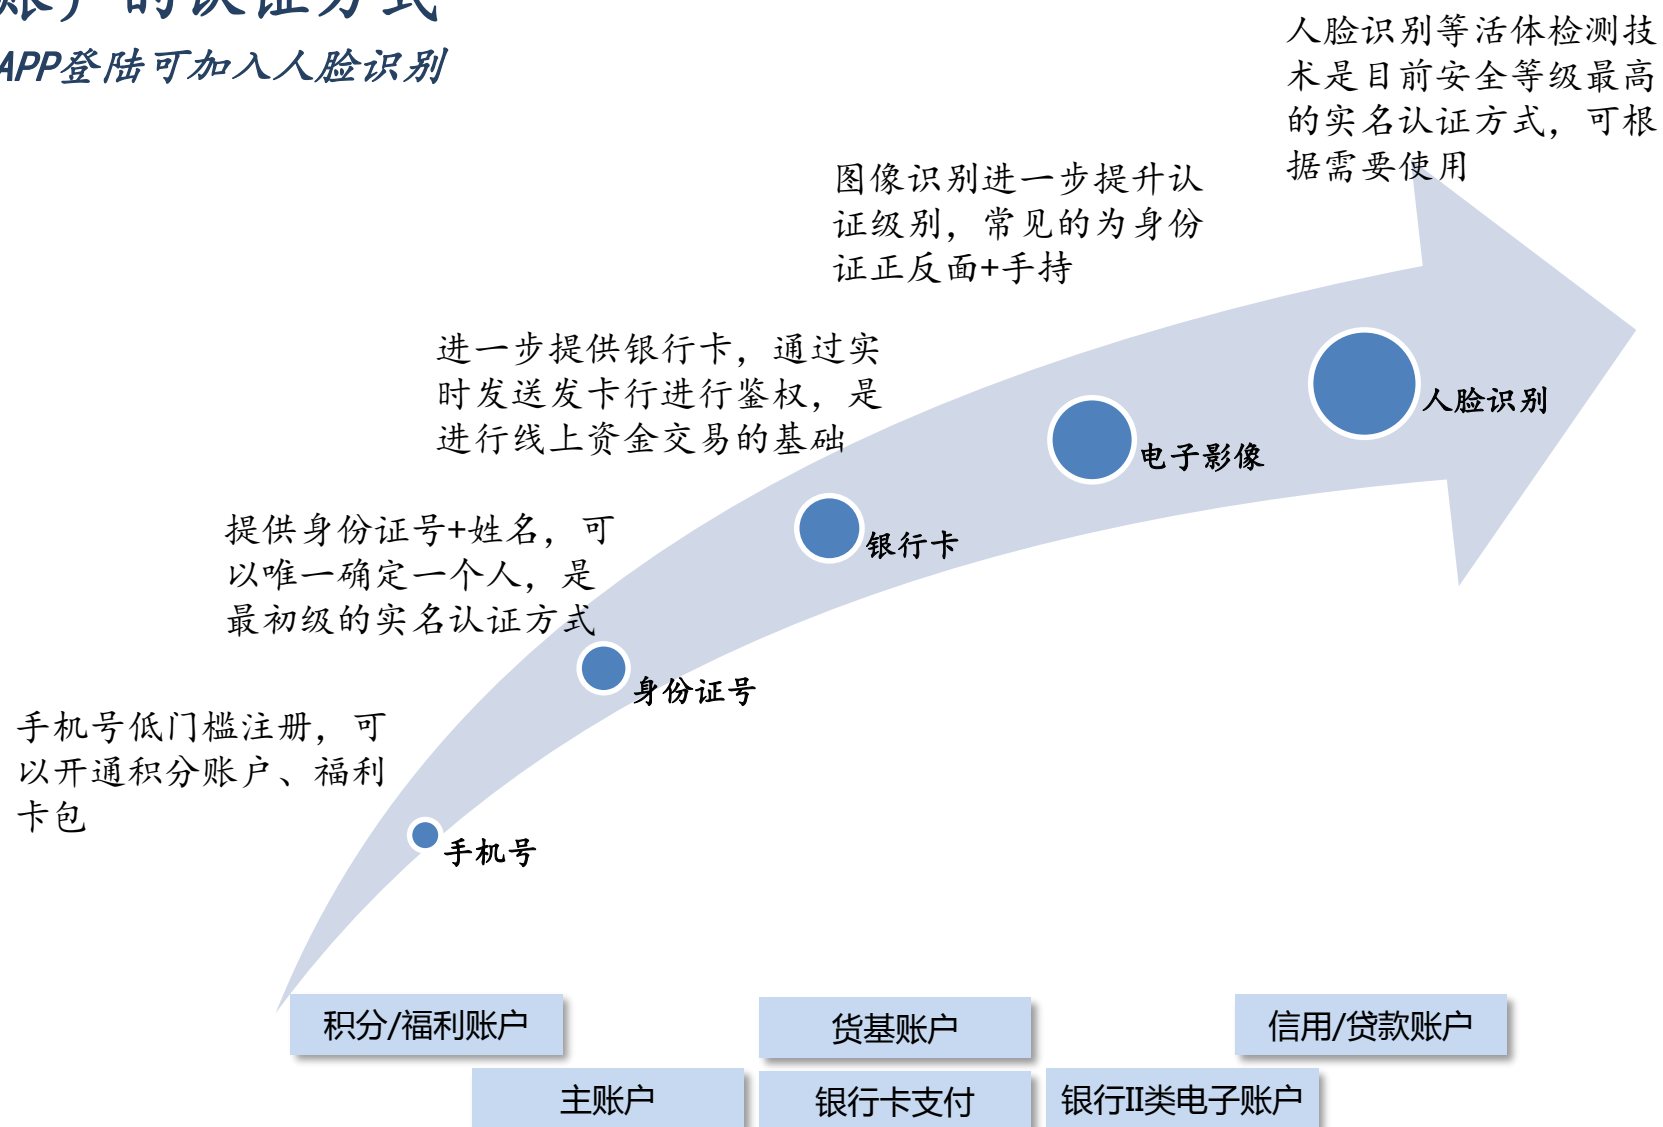 账户的认证方式
APP登陆可加入人脸识别
人脸识别等活体检测技
术是目前安全等级最高
的实名认证方式，可根
据需要使用
图像识别进一步提升认
证级别，常见的为身份
证正反面+手持
进一步提供银行卡，通过实
时发送发卡行进行鉴权，是
进行线上资金交易的基础
提供身份证号+姓名，可
以唯一确定一个人，是
最初级的实名认证方式
手机号低门槛注册，可
以开通积分账户、福利
卡包
人脸识别
电子影像
银行卡
身份证号
手机号
积分/福利账户
货基账户
信用/贷款账户
主账户
银行卡支付
银行II类电子账户